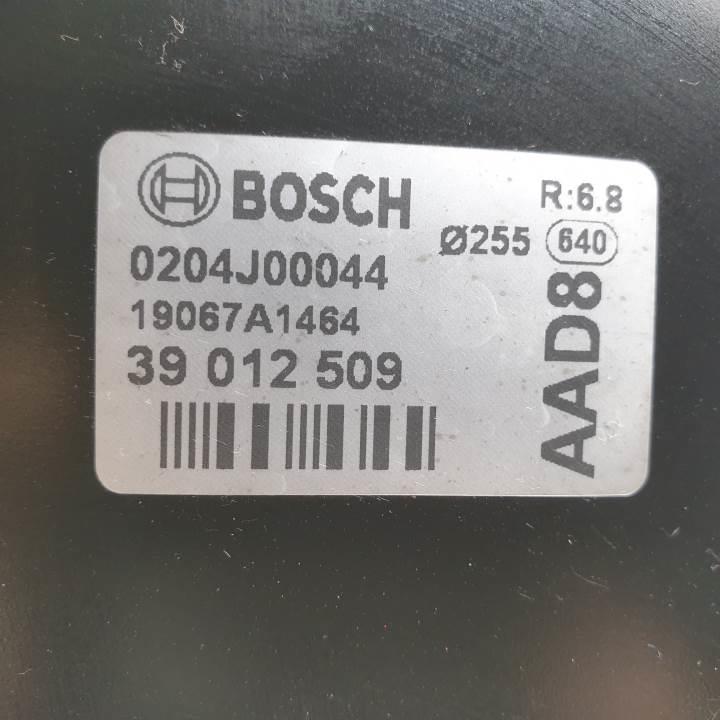 BOSCH
R:6.8
Ø255 640
0204J00044
19067A1464
39 012 509
AAD8